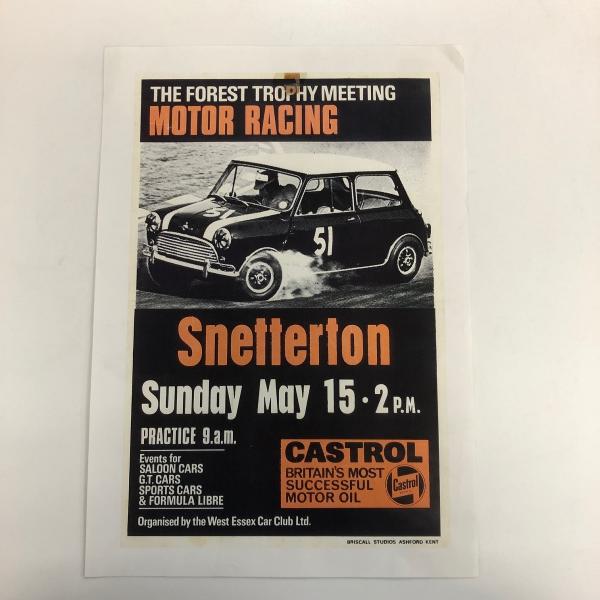 THE FOREST TROPHY MEETING
MOTOR RACING
51
51
Snetterton
Sunday May 15 · 2 P.M.
PRACTICE 9.a.m.
Events for
SALOON CARS
G.T. CARS
SPORTS CARS
& FORMULA LIBRE
CASTROL
BRITAIN'S MOST
SUCCESSFUL
MOTOR OIL
Castrol
Organised by the West Essex Car Club Ltd.
BRISCALL STUDIOS ASHFORD KENT